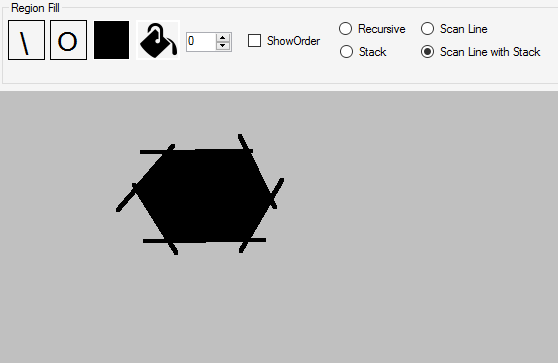 Region Fill
\ O 0 ShowOrder
Recursive Scan Line
Stack Scan Line with Stack